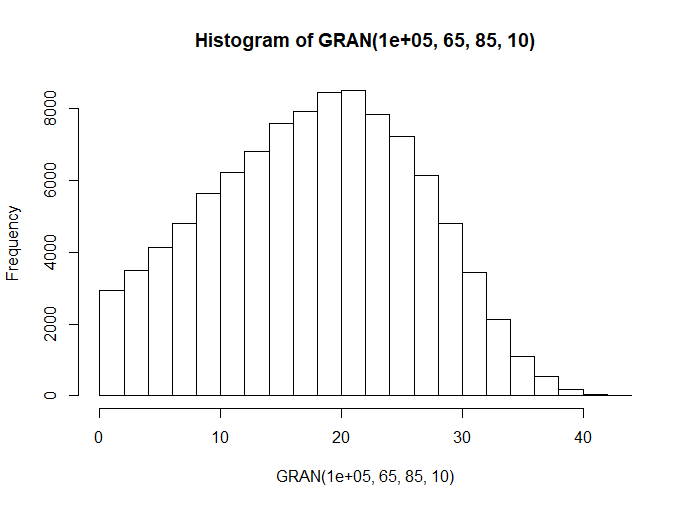 Histogram of GRAN(1e+05, 65, 85, 10)
Frequency
8000
6000
4000
2000
0
0 10 20 30 40
GRAN(1e+05, 65, 85, 10)